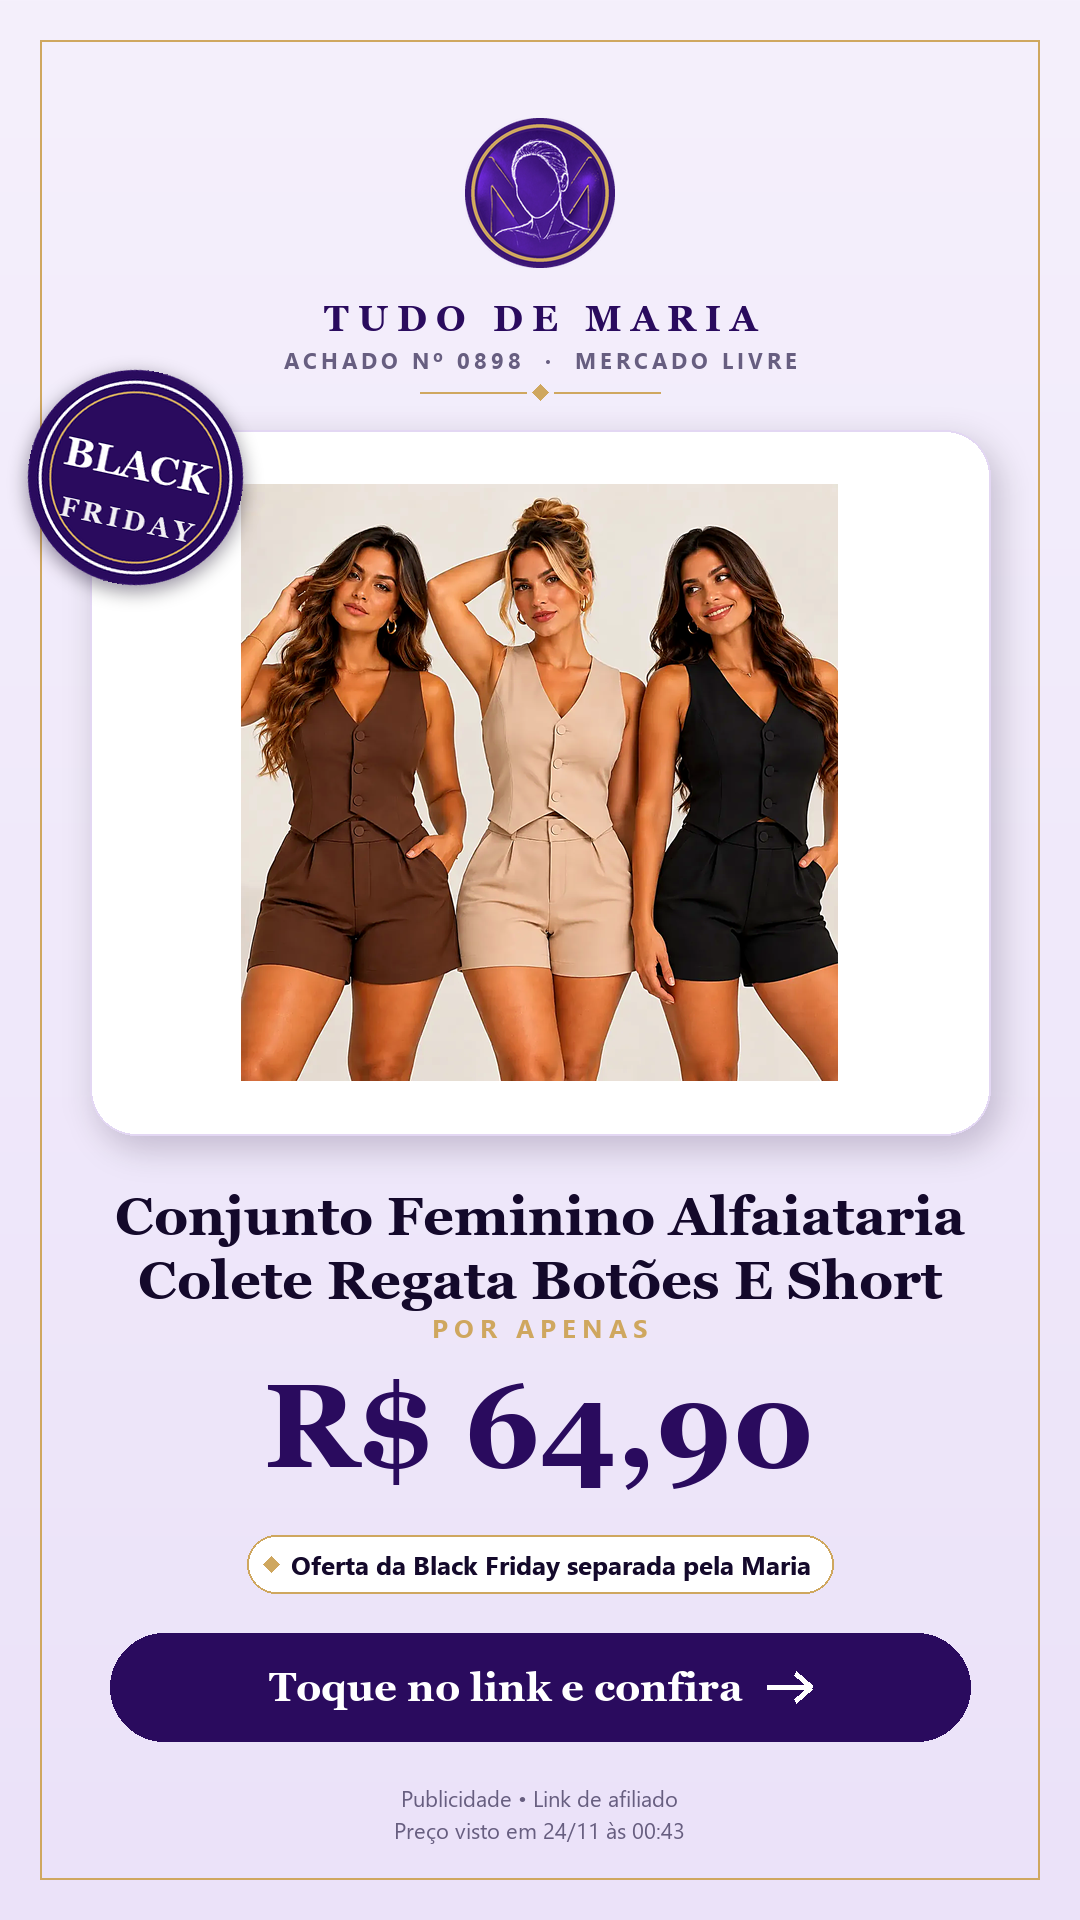 TUDO DE MARIA
ACHADO Nº 0898 · MERCADO LIVRE
BLACK
FRIDAY
Conjunto Feminino Alfaiataria
Colete Regata Botões E Short
POR APENAS
R$ 64,90
Oferta da Black Friday separada pela Maria
Toque no link e confira →
Publicidade • Link de afiliado
Preço visto em 24/11 às 00:43